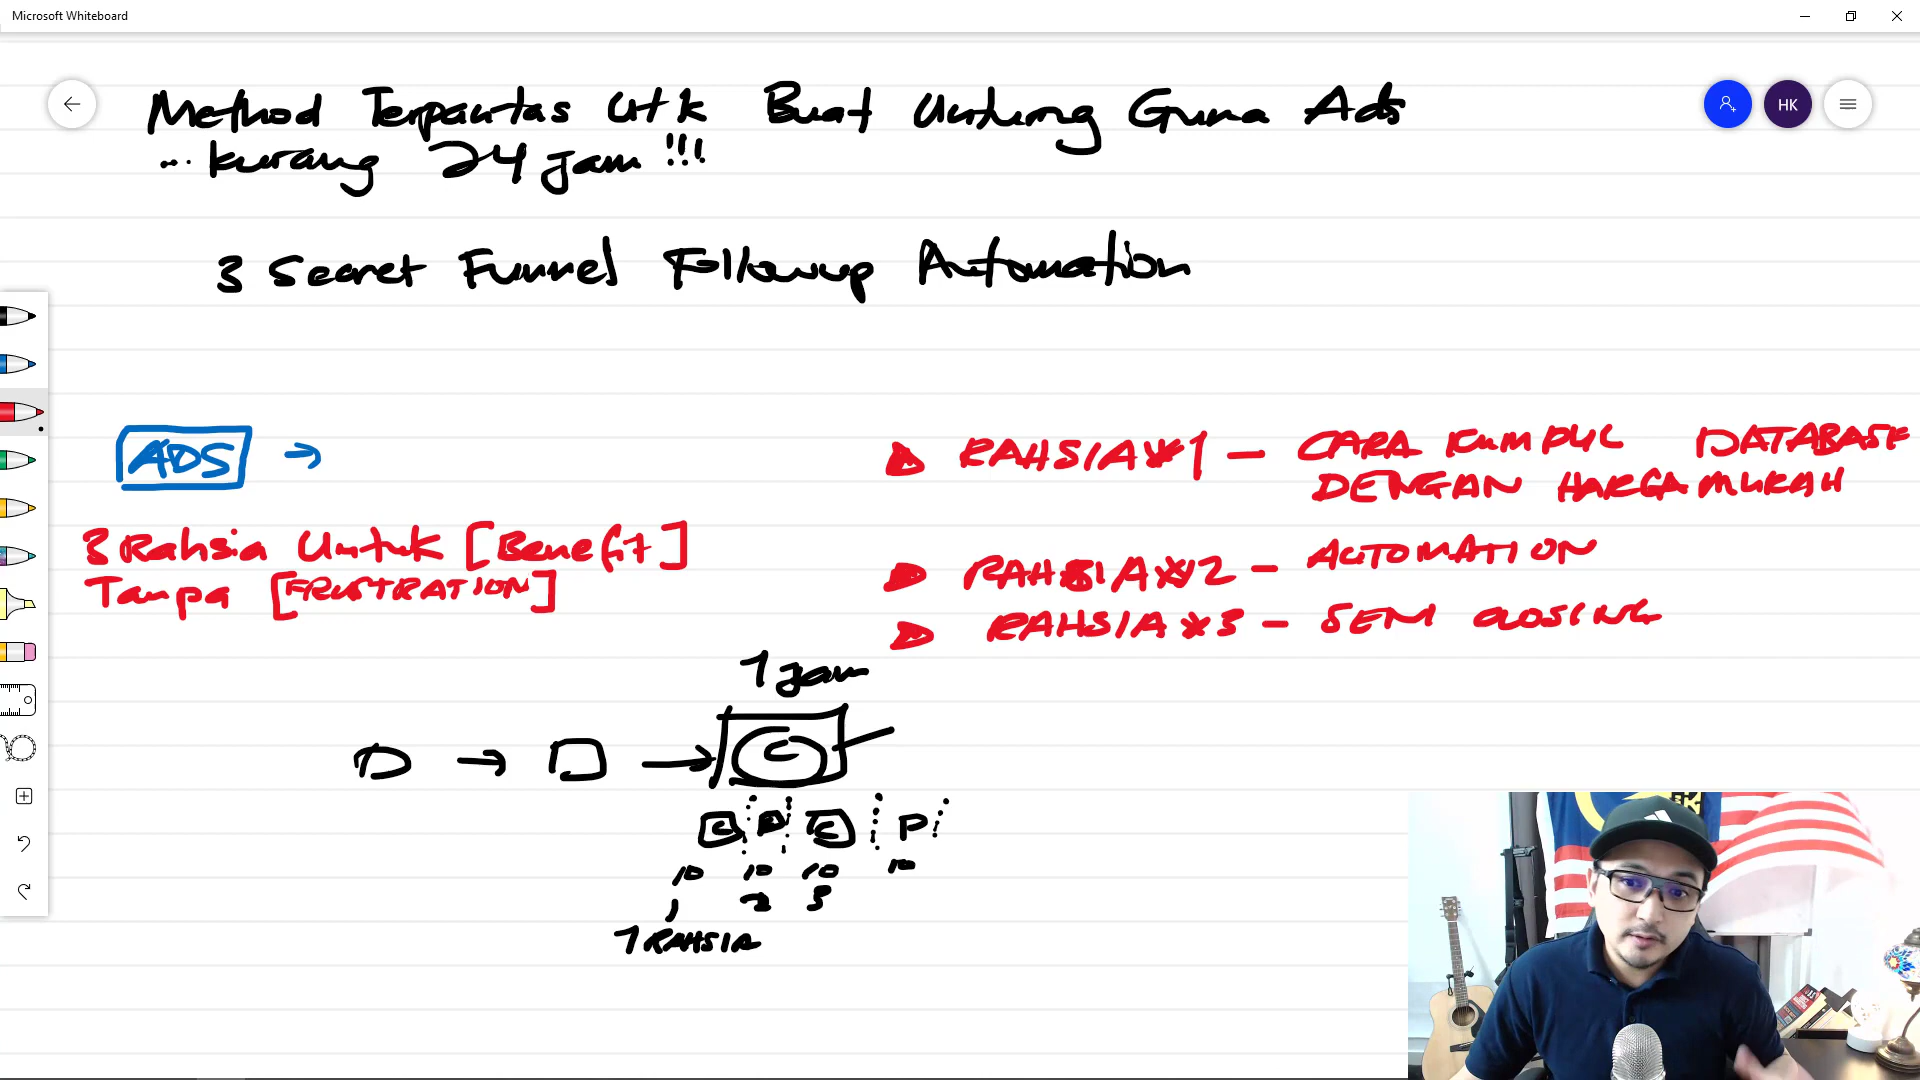 Microsoft Whiteboard
HK
Method Terpantas Utk Buat Untung Guna Ads
... kurang 24 jam !!!
3 Secret Funnel Followup Automation
ADS →
3 Rahsia Untuk [Benefit]
Tanpa [FRUSTRATION]
RAHSIA #1 - CARA KUMPUL DATABASE
DENGAN HARGA MURAH
RAHSIA #2 - AUTOMATION
RAHSIA #3 - SEM CLOSING
1 jam
C
C P TC P
10 10 10 10
1 2 3
1 RAHSIA